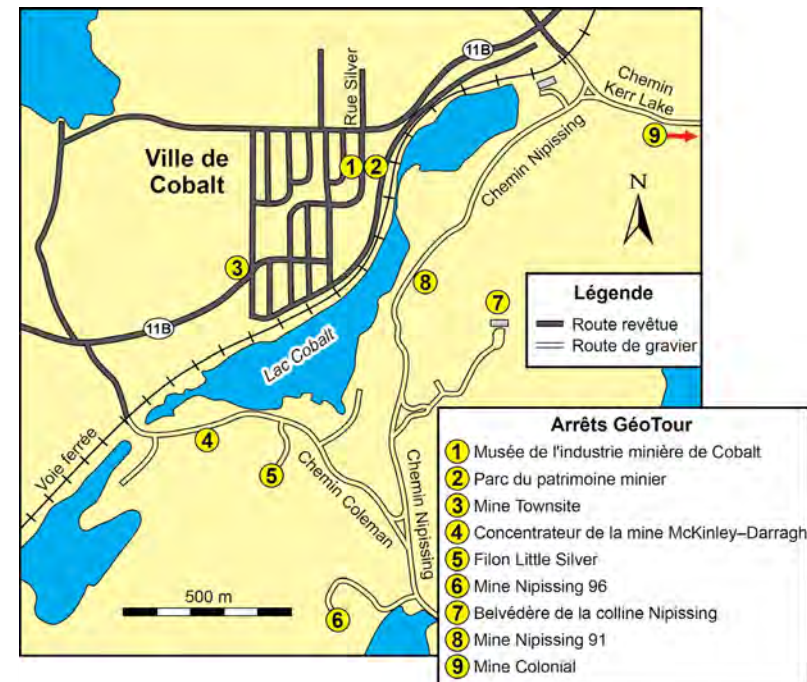 11B
Rue Silver
Chemin
Kerr Lake
9
Ville de
Cobalt
1 2
Chemin Nipissing
N
3
8
7
11B
Lac Cobalt
Légende
Route revêtue
Route de gravier
Voie ferrée
4
5
Chemin Coleman
Chemin Nipissing
500 m
6
Arrêts GéoTour
1 Musée de l'industrie minière de Cobalt
2 Parc du patrimoine minier
3 Mine Townsite
4 Concentrateur de la mine McKinley–Darragh
5 Filon Little Silver
6 Mine Nipissing 96
7 Belvédère de la colline Nipissing
8 Mine Nipissing 91
9 Mine Colonial